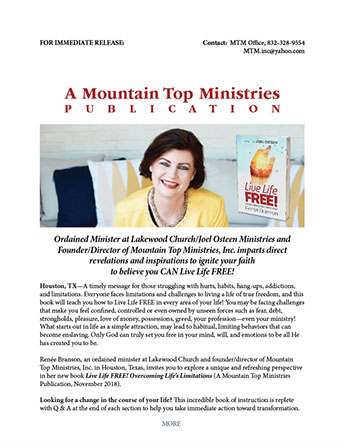 FOR IMMEDIATE RELEASE:
Contact: MTM Office, 832-328-9554
MTM.inc@yahoo.com
A Mountain Top Ministries
PUBLICATION
Live Life
FREE!
Renée Branson
Ordained Minister at Lakewood Church/Joel Osteen Ministries and
Founder/Director of Mountain Top Ministries, Inc. imparts direct
revelations and inspirations to ignite your faith
to believe you CAN Live Life FREE!
Houston, TX—A timely message for those struggling with hurts, habits, hang-ups, addictions,
and limitations. Everyone faces limitations and challenges to living a life of true freedom, and this
book will teach you how to Live Life FREE in every area of your life! You may be facing challenges
that make you feel confined, controlled or even owned by unseen forces such as fear, debt,
strongholds, pleasure, love of money, possessions, greed, your profession—even your ministry!
What starts out in life as a simple attraction, may lead to habitual, limiting behaviors that can
become enslaving. Only God can truly set you free in your mind, will, and emotions to be all He
has created you to be.
Renée Branson, an ordained minister at Lakewood Church and founder/director of Mountain
Top Ministries, Inc. in Houston, Texas, invites you to explore a unique and refreshing perspective
in her new book Live Life FREE! Overcoming Life's Limitations (A Mountain Top Ministries
Publication, November 2018).
Looking for a change in the course of your life? This incredible book of instruction is replete
with Q & A at the end of each section to help you take immediate action toward transformation.
MORE